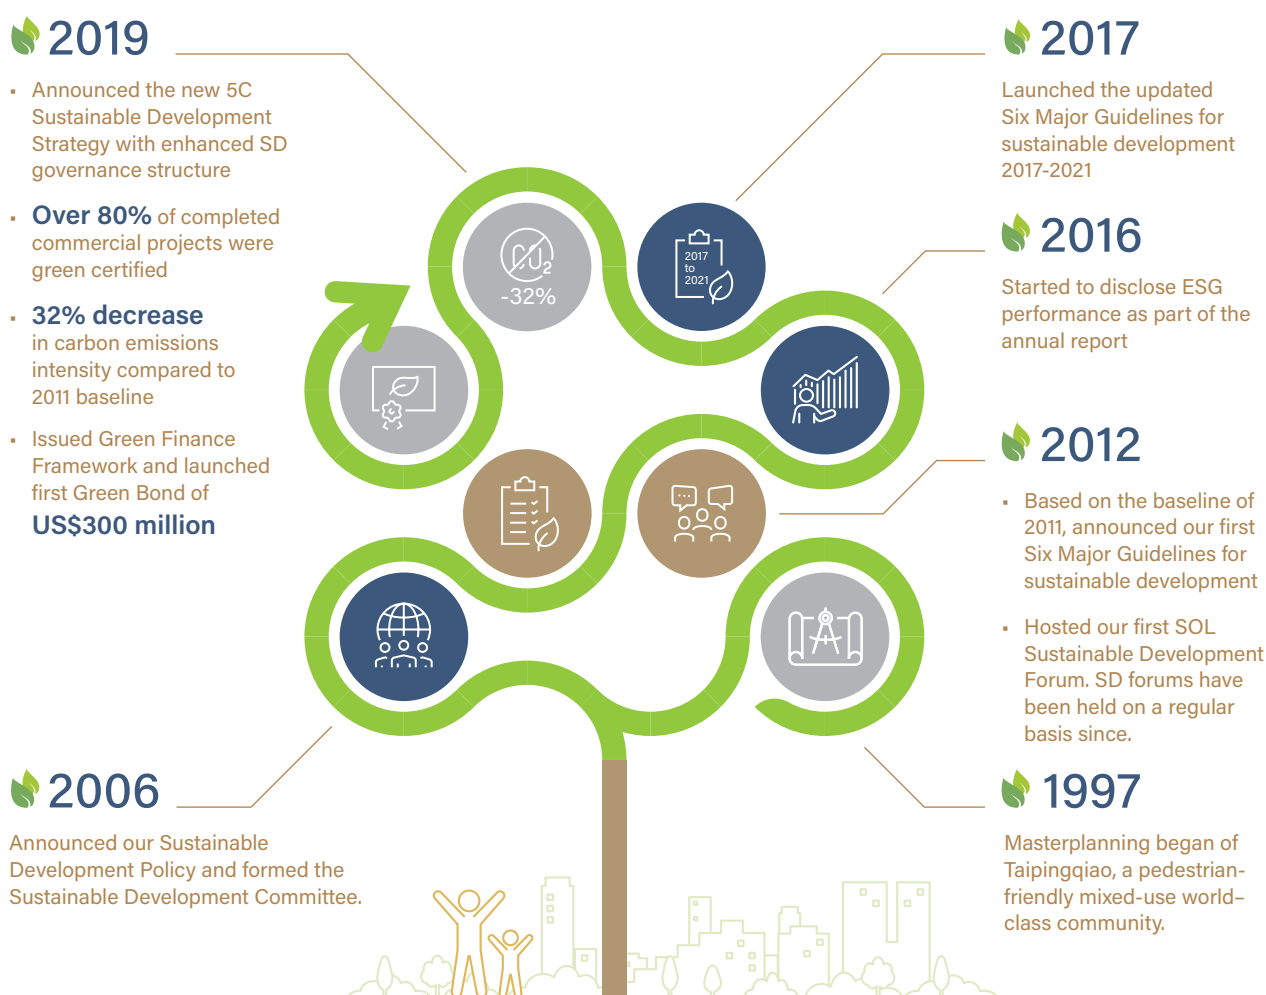 2019
• Announced the new 5C
Sustainable Development
Strategy with enhanced SD
governance structure
• Over 80% of completed
commercial projects were
green certified
• 32% decrease
in carbon emissions
intensity compared to
2011 baseline
• Issued Green Finance
Framework and launched
first Green Bond of
US$300 million
CO2
-32%
2017
to
2021
2017
Launched the updated
Six Major Guidelines for
sustainable development
2017-2021
2016
Started to disclose ESG
performance as part of the
annual report
2012
• Based on the baseline of
2011, announced our first
Six Major Guidelines for
sustainable development
• Hosted our first SOL
Sustainable Development
Forum. SD forums have
been held on a regular
basis since.
2006
Announced our Sustainable
Development Policy and formed the
Sustainable Development Committee.
1997
Masterplanning began of
Taipingqiao, a pedestrian-
friendly mixed-use world–
class community.